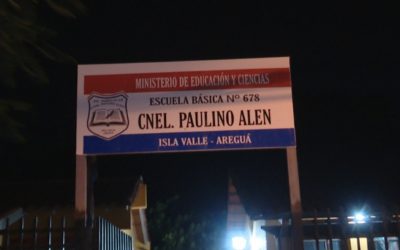 MINISTERIO DE EDUCACIÓN Y CIENCIAS
ESCUELA BÁSICA Nº 678
CNEL. PAULINO ALEN
ISLA VALLE - AREGUÁ